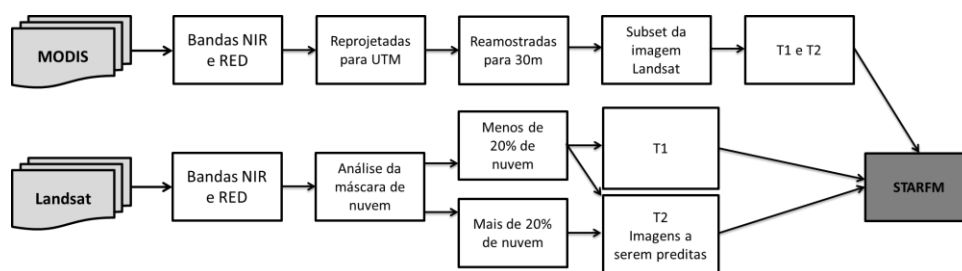 MODIS
Bandas NIR
e RED
Reprojetadas
para UTM
Reamostradas
para 30m
Subset da
imagem
Landsat
T1 e T2
Landsat
Bandas NIR
e RED
Análise da
máscara de
nuvem
Menos de
20% de
nuvem
Mais de 20%
de nuvem
T1
T2
Imagens a
serem preditas
STARFM